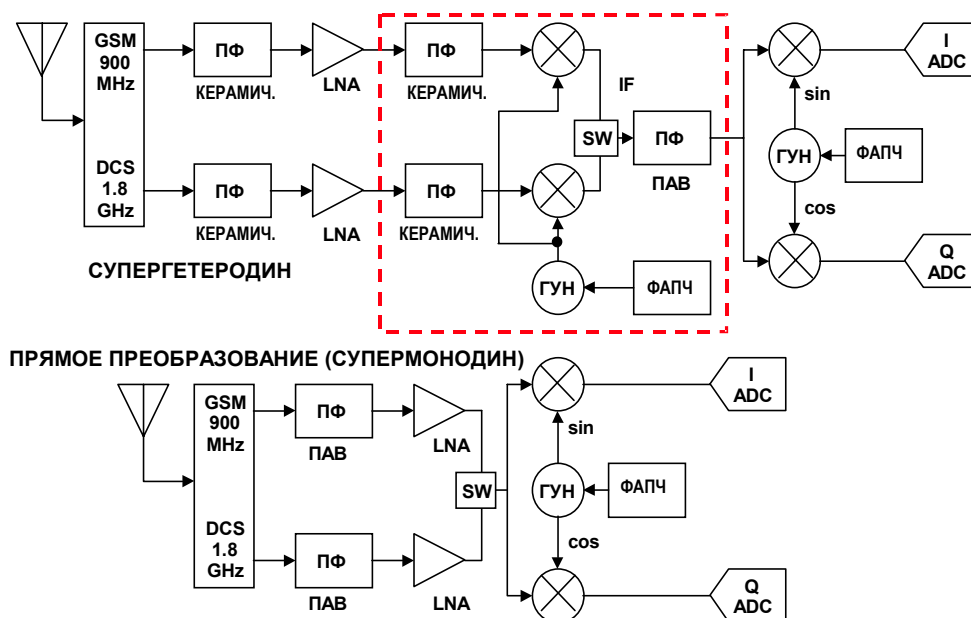 GSM
900
MHz
DCS
1.8
GHz
ПФ
КЕРАМИЧ.
LNA
ПФ
КЕРАМИЧ.
IF
SW
ПФ
ПАВ
sin
ГУН
ФАПЧ
cos
I
ADC
Q
ADC
ПФ
КЕРАМИЧ.
LNA
ПФ
КЕРАМИЧ.
ГУН
ФАПЧ
СУПЕРГЕТЕРОДИН
ПРЯМОЕ ПРЕОБРАЗОВАНИЕ (СУПЕРМОНОДИН)
GSM
900
MHz
DCS
1.8
GHz
ПФ
ПАВ
LNA
SW
sin
ГУН
ФАПЧ
cos
I
ADC
Q
ADC
ПФ
ПАВ
LNA